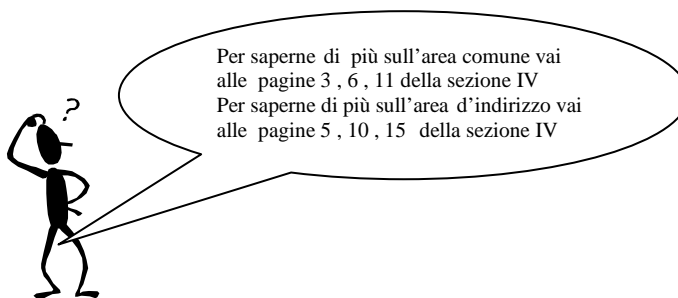 ?
Per saperne di più sull'area comune vai
alle pagine 3 , 6 , 11 della sezione IV
Per saperne di più sull'area d'indirizzo vai
alle pagine 5 , 10 , 15 della sezione IV